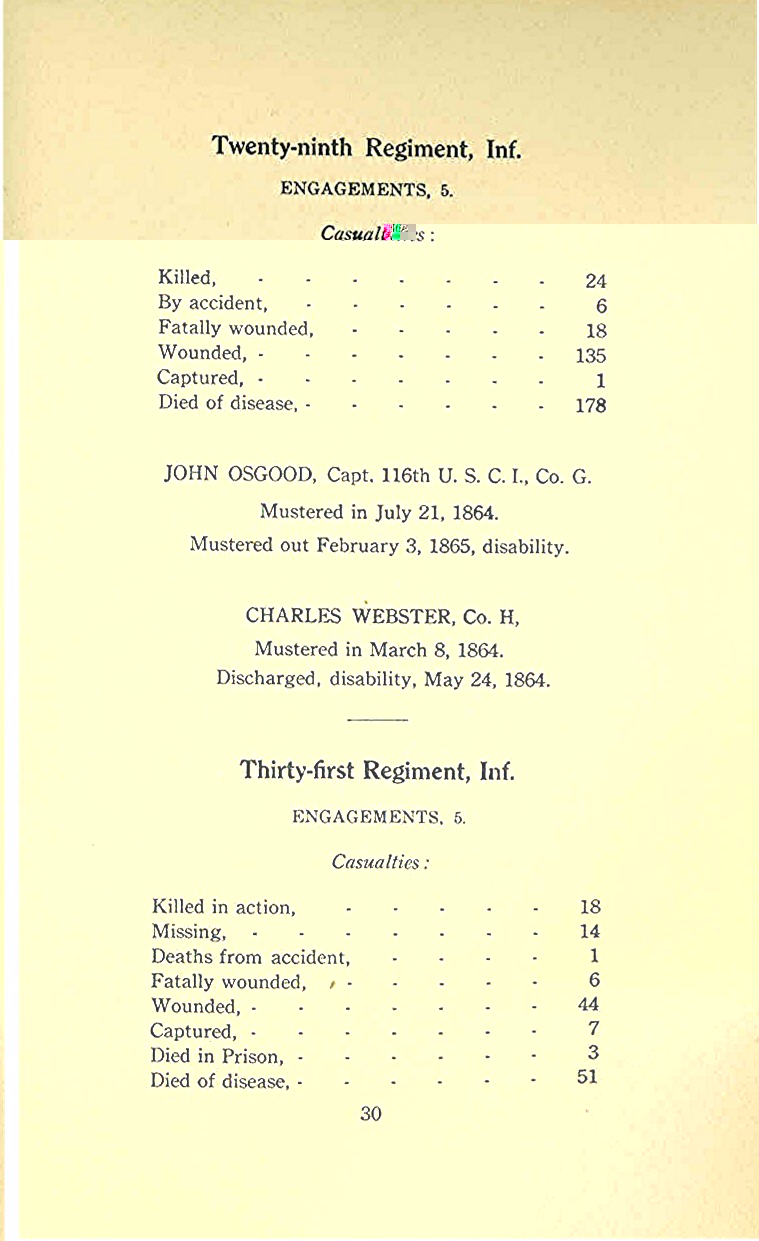 Twenty-ninth Regiment, Inf.
ENGAGEMENTS, 5.
Casualties :
Killed, - - - - - - - 24
By accident, - - - - - - 6
Fatally wounded, - - - - - 18
Wounded, - - - - - - - 135
Captured, - - - - - - - 1
Died of disease, - - - - - - 178
JOHN OSGOOD, Capt. 116th U. S. C. I., Co. G.
Mustered in July 21, 1864.
Mustered out February 3, 1865, disability.
CHARLES WEBSTER, Co. H,
Mustered in March 8, 1864.
Discharged, disability, May 24, 1864.
Thirty-first Regiment, Inf.
ENGAGEMENTS, 5.
Casualties :
Killed in action, - - - - - 18
Missing, - - - - - - - 14
Deaths from accident, - - - - 1
Fatally wounded, - - - - - 6
Wounded, - - - - - - - 44
Captured, - - - - - - - 7
Died in Prison, - - - - - - 3
Died of disease, - - - - - - 51
30